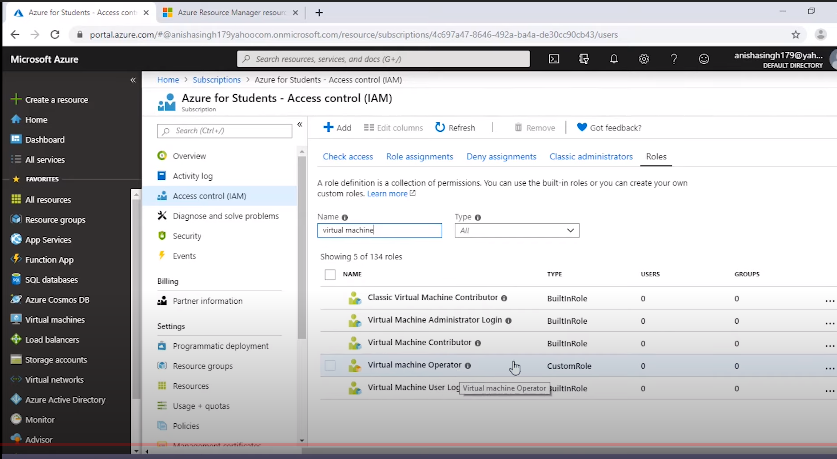 Azure for Students - Access cont
Azure Resource Manager resourc
portal.azure.com/#@anishasingh179yahoocom.onmicrosoft.com/resource/subscriptions/4c697a47-8646-492a-ba4a-de30cc90cb43/users
Microsoft Azure
Search resources, services, and docs (G+/)
anishasingh179@yah...
DEFAULT DIRECTORY
Home > Subscriptions > Azure for Students - Access control (IAM)
Azure for Students - Access control (IAM)
Subscription
Create a resource
Home
Dashboard
All services
FAVORITES
All resources
Resource groups
App Services
Function App
SQL databases
Azure Cosmos DB
Virtual machines
Load balancers
Storage accounts
Virtual networks
Azure Active Directory
Monitor
Advisor
Search (Ctrl+/)
Overview
Activity log
Access control (IAM)
Diagnose and solve problems
Security
Events
Billing
Partner information
Settings
Programmatic deployment
Resource groups
Resources
Usage + quotas
Policies
Management certificates
Add Edit columns Refresh Remove Got feedback?
Check access Role assignments Deny assignments Classic administrators Roles
A role definition is a collection of permissions. You can use the built-in roles or you can create your own
custom roles. Learn more
Name Type
virtual machine All
Showing 5 of 134 roles
NAME TYPE USERS GROUPS
Classic Virtual Machine Contributor BuiltInRole 0 0 ...
Virtual Machine Administrator Login BuiltInRole 0 0 ...
Virtual Machine Contributor BuiltInRole 0 0 ...
Virtual machine Operator CustomRole 0 0 ...
Virtual Machine User Log BuiltInRole 0 0 ...
Virtual machine Operator